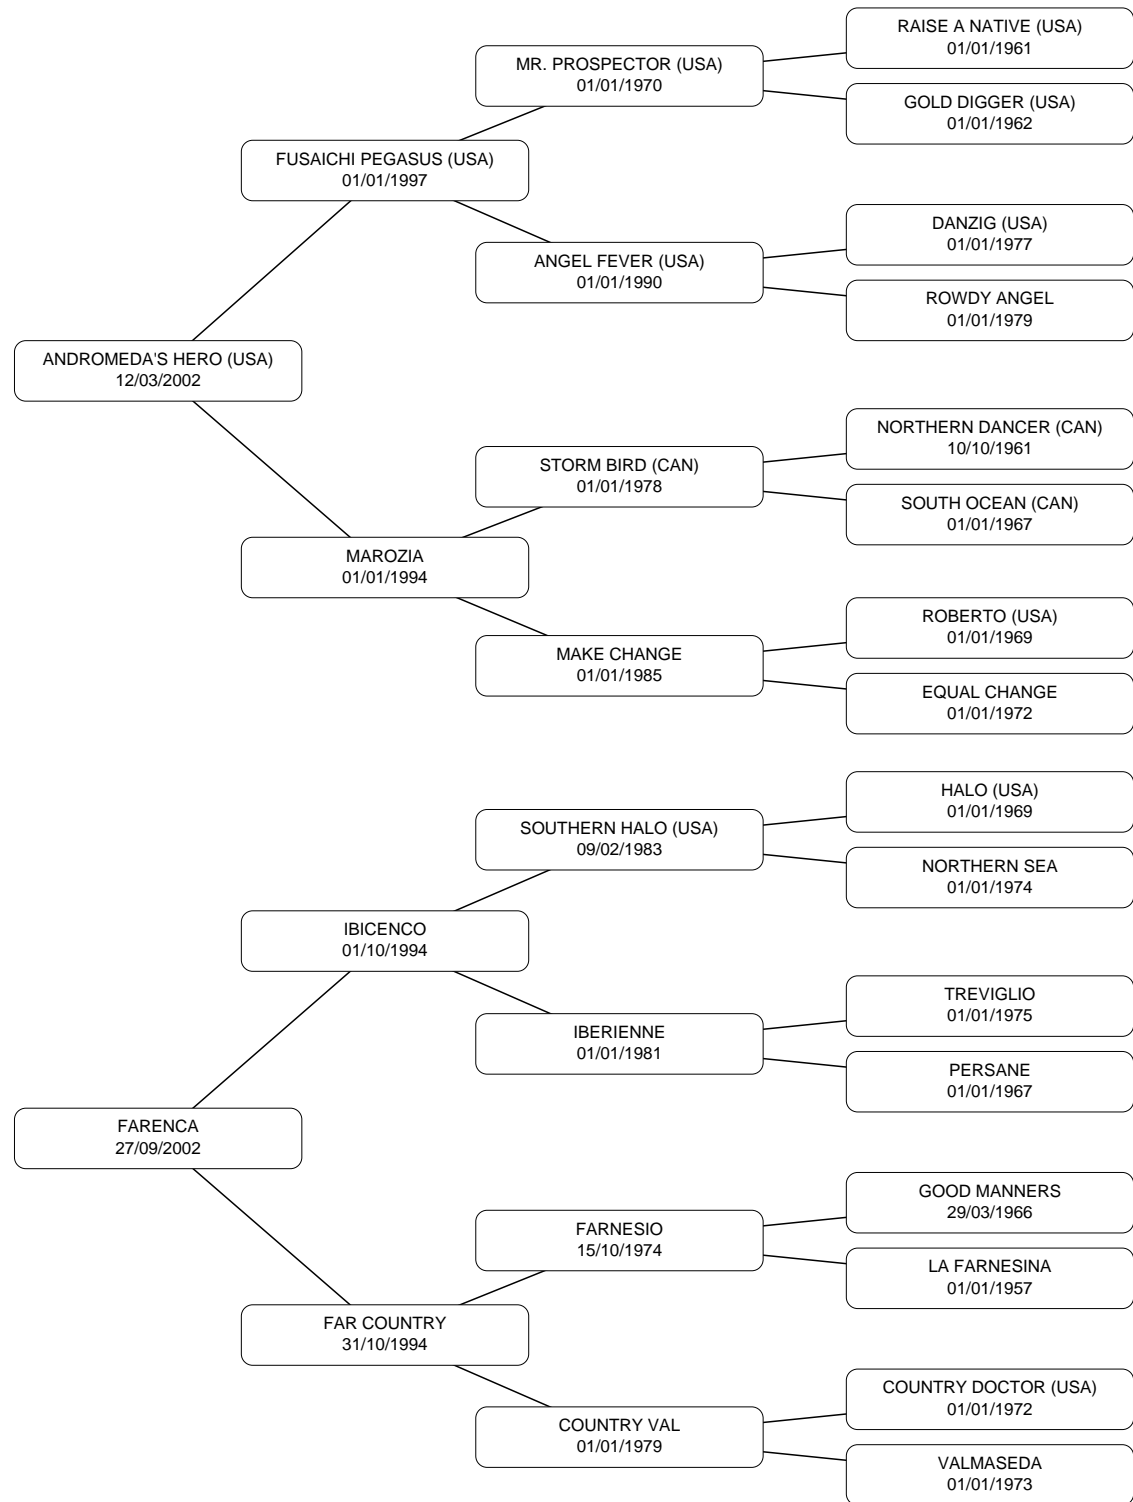 RAISE A NATIVE (USA)
01/01/1961
MR. PROSPECTOR (USA)
01/01/1970
GOLD DIGGER (USA)
01/01/1962
FUSAICHI PEGASUS (USA)
01/01/1997
DANZIG (USA)
01/01/1977
ANGEL FEVER (USA)
01/01/1990
ROWDY ANGEL
01/01/1979
ANDROMEDA'S HERO (USA)
12/03/2002
NORTHERN DANCER (CAN)
10/10/1961
STORM BIRD (CAN)
01/01/1978
SOUTH OCEAN (CAN)
01/01/1967
MAROZIA
01/01/1994
ROBERTO (USA)
01/01/1969
MAKE CHANGE
01/01/1985
EQUAL CHANGE
01/01/1972
HALO (USA)
01/01/1969
SOUTHERN HALO (USA)
09/02/1983
NORTHERN SEA
01/01/1974
IBICENCO
01/10/1994
TREVIGLIO
01/01/1975
IBERIENNE
01/01/1981
PERSANE
01/01/1967
FARENCA
27/09/2002
GOOD MANNERS
29/03/1966
FARNESIO
15/10/1974
LA FARNESINA
01/01/1957
FAR COUNTRY
31/10/1994
COUNTRY DOCTOR (USA)
01/01/1972
COUNTRY VAL
01/01/1979
VALMASEDA
01/01/1973